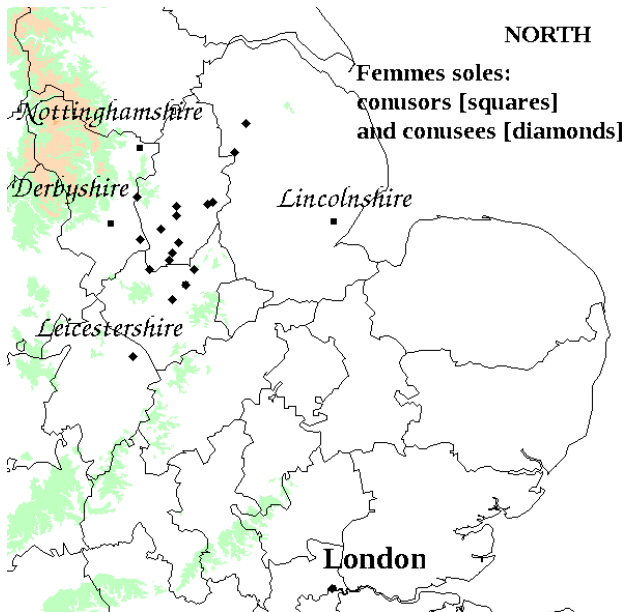 NORTH
Femmes soles:
conusors [squares]
and conusees [diamonds]
Nottinghamshire
Derbyshire
Lincolnshire
Leicestershire
London